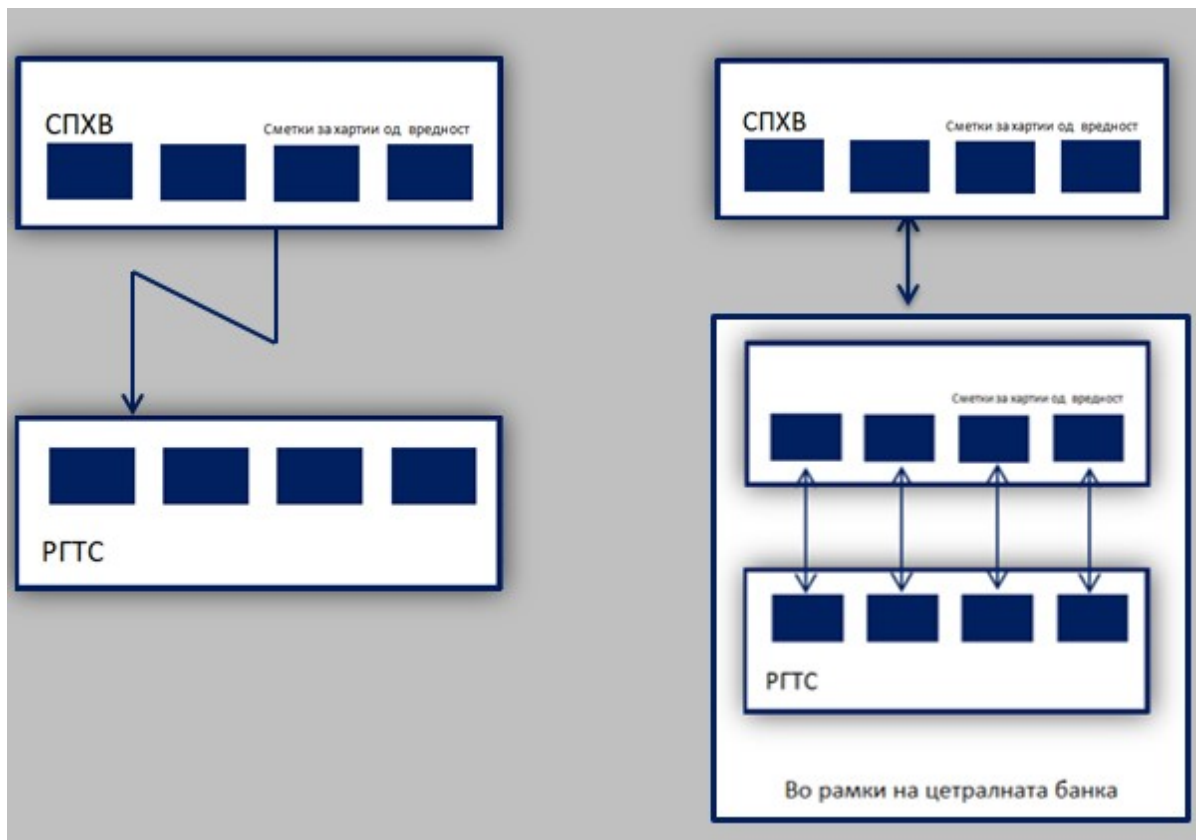 СПХВ
Сметки за хартии од вредност
РГТС
СПХВ
Сметки за хартии од вредност
Сметки за хартии од вредност
РГТС
Во рамки на цетралната банка